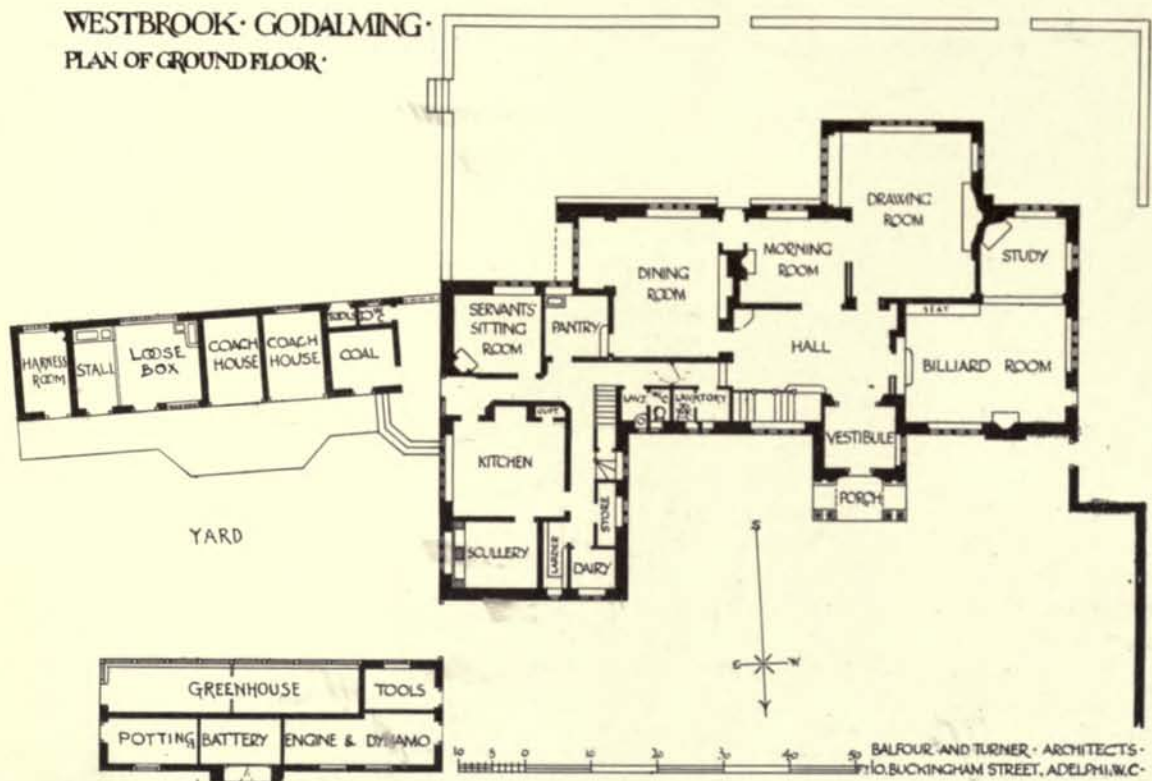 WESTBROOK · GODALMING ·
PLAN OF GROUND FLOOR ·
DRAWING
ROOM
STUDY
MORNING
ROOM
DINING
ROOM
SERVANTS'
SITTING
ROOM
PANTRY
HALL
SEAT
BILLIARD ROOM
HARNESS
ROOM
STALL
LOOSE
BOX
COACH
HOUSE
COACH
HOUSE
COAL
LAVY
WC
LAVATORY
VESTIBULE
PORCH
CUPT
KITCHEN
STORE
SCULLERY
LARDER
DAIRY
YARD
S
E W
GREENHOUSE
TOOLS
POTTING
BATTERY
ENGINE & DYNAMO
10 5 0 10 20 30 40 50
BALFOUR AND TURNER · ARCHITECTS ·
10. BUCKINGHAM STREET, ADELPHI. W.C ·